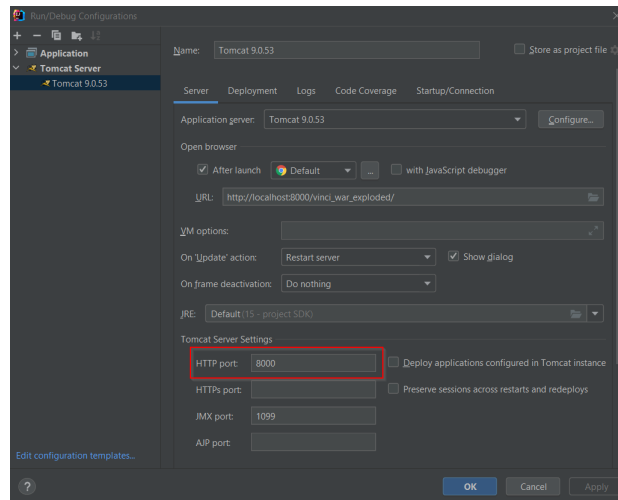 Run/Debug Configurations
Application
Tomcat Server
Tomcat 9.0.53
Edit configuration templates...
Name: Tomcat 9.0.53 Store as project file
Server Deployment Logs Code Coverage Startup/Connection
Application server: Tomcat 9.0.53 Configure...
Open browser
After launch Default ... with JavaScript debugger
URL: http://localhost:8000/vinci_war_exploded/
VM options:
On 'Update' action: Restart server Show dialog
On frame deactivation: Do nothing
JRE: Default (15 - project SDK)
Tomcat Server Settings
HTTP port: 8000 Deploy applications configured in Tomcat instance
HTTPs port: Preserve sessions across restarts and redeploys
JMX port: 1099
AJP port:
? OK Cancel Apply